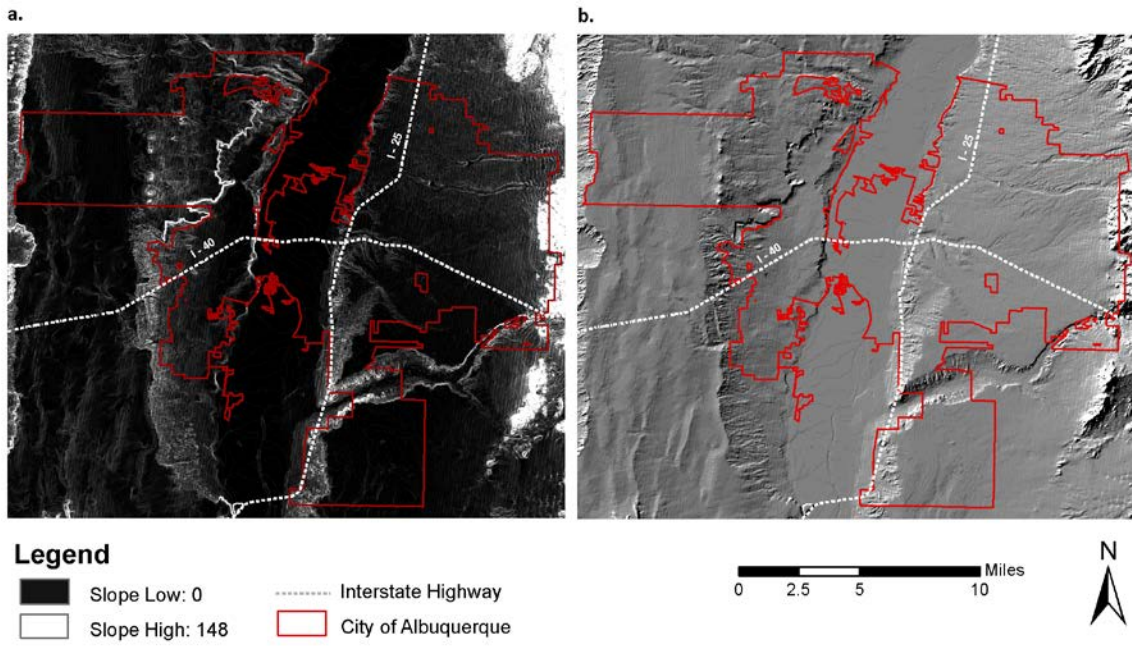 a.
b.
I - 25
I - 40
I - 25
I - 40
Legend
Slope Low: 0
Slope High: 148
Interstate Highway
City of Albuquerque
0 2.5 5 10 Miles
N